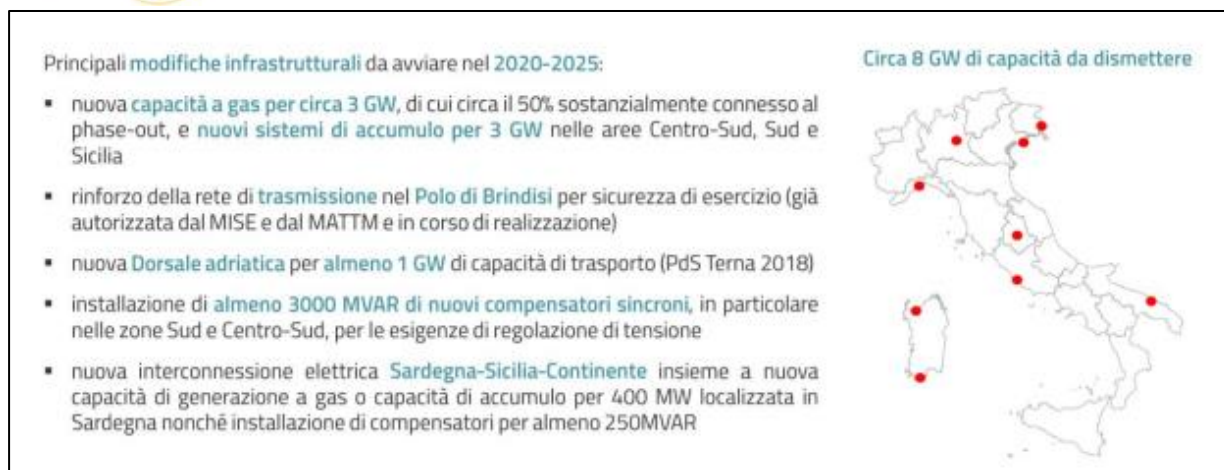 Principali modifiche infrastrutturali da avviare nel 2020-2025:
▪ nuova capacità a gas per circa 3 GW, di cui circa il 50% sostanzialmente connesso al
phase-out, e nuovi sistemi di accumulo per 3 GW nelle aree Centro-Sud, Sud e
Sicilia
▪ rinforzo della rete di trasmissione nel Polo di Brindisi per sicurezza di esercizio (già
autorizzata dal MISE e dal MATTM e in corso di realizzazione)
▪ nuova Dorsale adriatica per almeno 1 GW di capacità di trasporto (PdS Terna 2018)
▪ installazione di almeno 3000 MVAR di nuovi compensatori sincroni, in particolare
nelle zone Sud e Centro-Sud, per le esigenze di regolazione di tensione
▪ nuova interconnessione elettrica Sardegna-Sicilia-Continente insieme a nuova
capacità di generazione a gas o capacità di accumulo per 400 MW localizzata in
Sardegna nonché installazione di compensatori per almeno 250MVAR
Circa 8 GW di capacità da dismettere